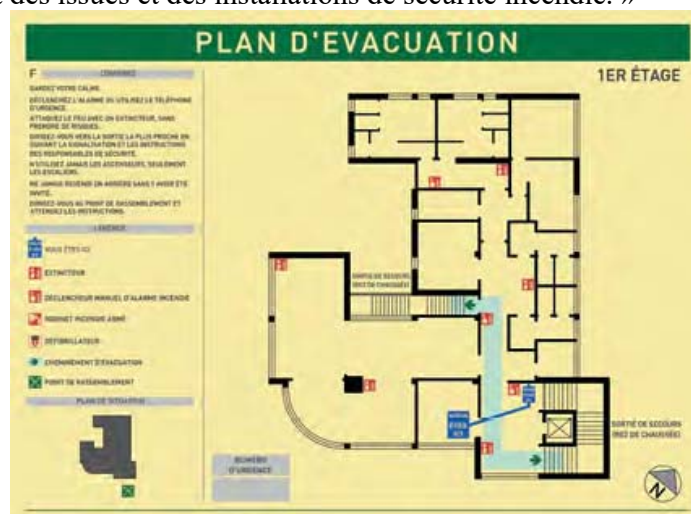 des issues et des installations de sécurité incendie. »
PLAN D'EVACUATION
1ER ÉTAGE
F
CONSIGNES
GARDEZ VOTRE CALME.
DÉCLENCHEZ L'ALARME OU UTILISEZ LE TÉLÉPHONE
D'URGENCE.
ATTAQUEZ LE FEU AVEC UN EXTINCTEUR, SANS
PRENDRE DE RISQUES.
DIRIGEZ-VOUS VERS LA SORTIE LA PLUS PROCHE EN
SUIVANT LA SIGNALISATION ET LES INSTRUCTIONS
DES RESPONSABLES DE SÉCURITÉ.
N'UTILISEZ JAMAIS LES ASCENSEURS, SEULEMENT
LES ESCALIERS.
NE JAMAIS REVENIR EN ARRIÈRE SANS Y AVOIR ÉTÉ
INVITÉ.
DIRIGEZ-VOUS AU POINT DE RASSEMBLEMENT ET
ATTENDEZ LES INSTRUCTIONS.
LÉGENDE
VOUS ÊTES ICI
EXTINCTEUR
DÉCLENCHEUR MANUEL D'ALARME INCENDIE
ROBINET INCENDIE ARMÉ
DÉFIBRILLATEUR
CHEMINEMENT D'ÉVACUATION
POINT DE RASSEMBLEMENT
PLAN DE SITUATION
SORTIE DE SECOURS
(REZ DE CHAUSSÉE)
VOUS
ÊTES
ICI
SORTIE DE SECOURS
(REZ DE CHAUSSÉE)
NUMÉRO
D'URGENCE
N